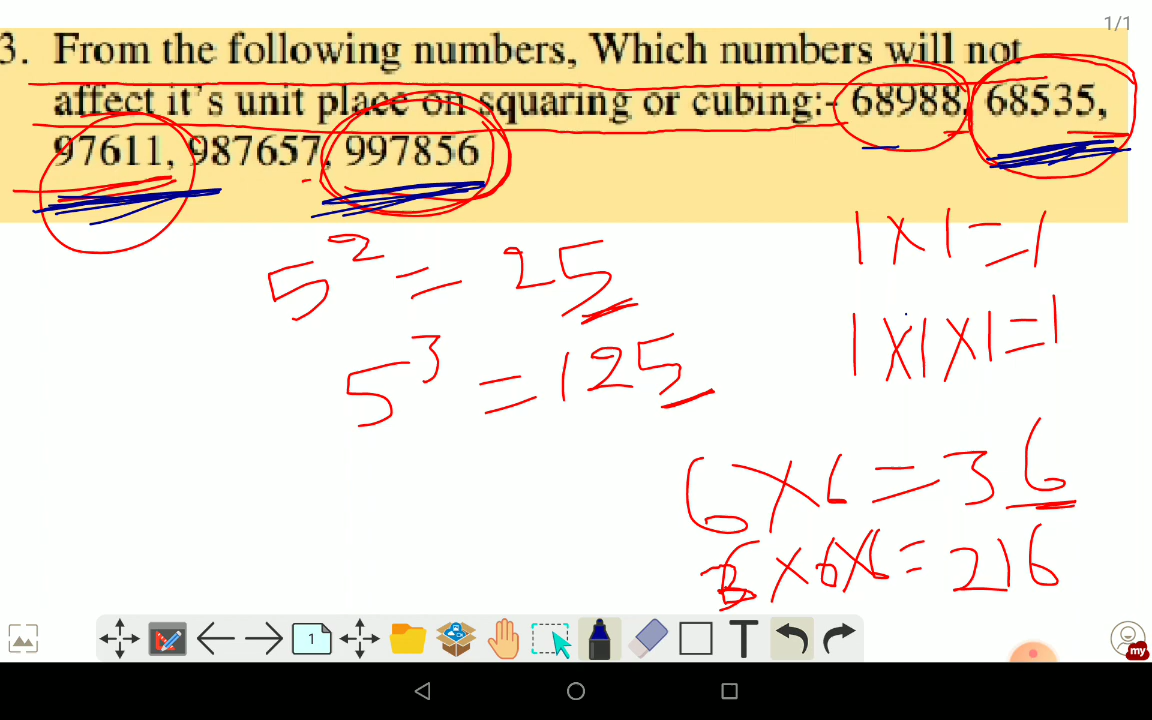 1/1
3. From the following numbers, Which numbers will not
affect it's unit place on squaring or cubing:- 68988, 68535,
97611, 987657, 997856
5² = 25
5³ = 125
1×1=1
1×1×1=1
6×6=36
6×6×6=216
1
T
my